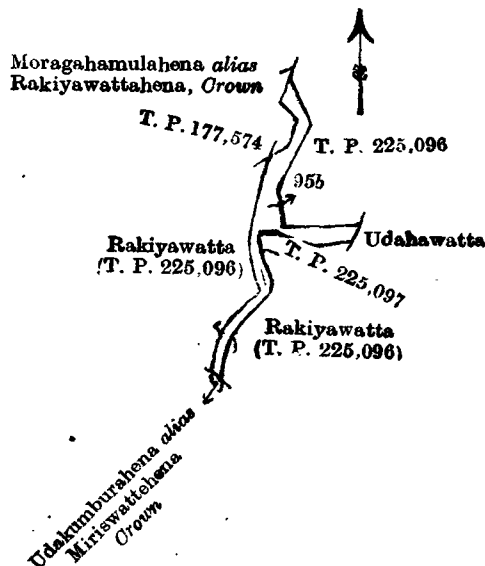 Moragahamulahena alias
Rakiyawattahena, Crown
T. P. 177,574
T. P. 225,096
95b
Rakiyawatta
(T. P. 225,096)
Udahawatta
T. P. 225,097
Rakiyawatta
(T. P. 225,096)
Udakumburahena alias
Miriswattehena
Crown